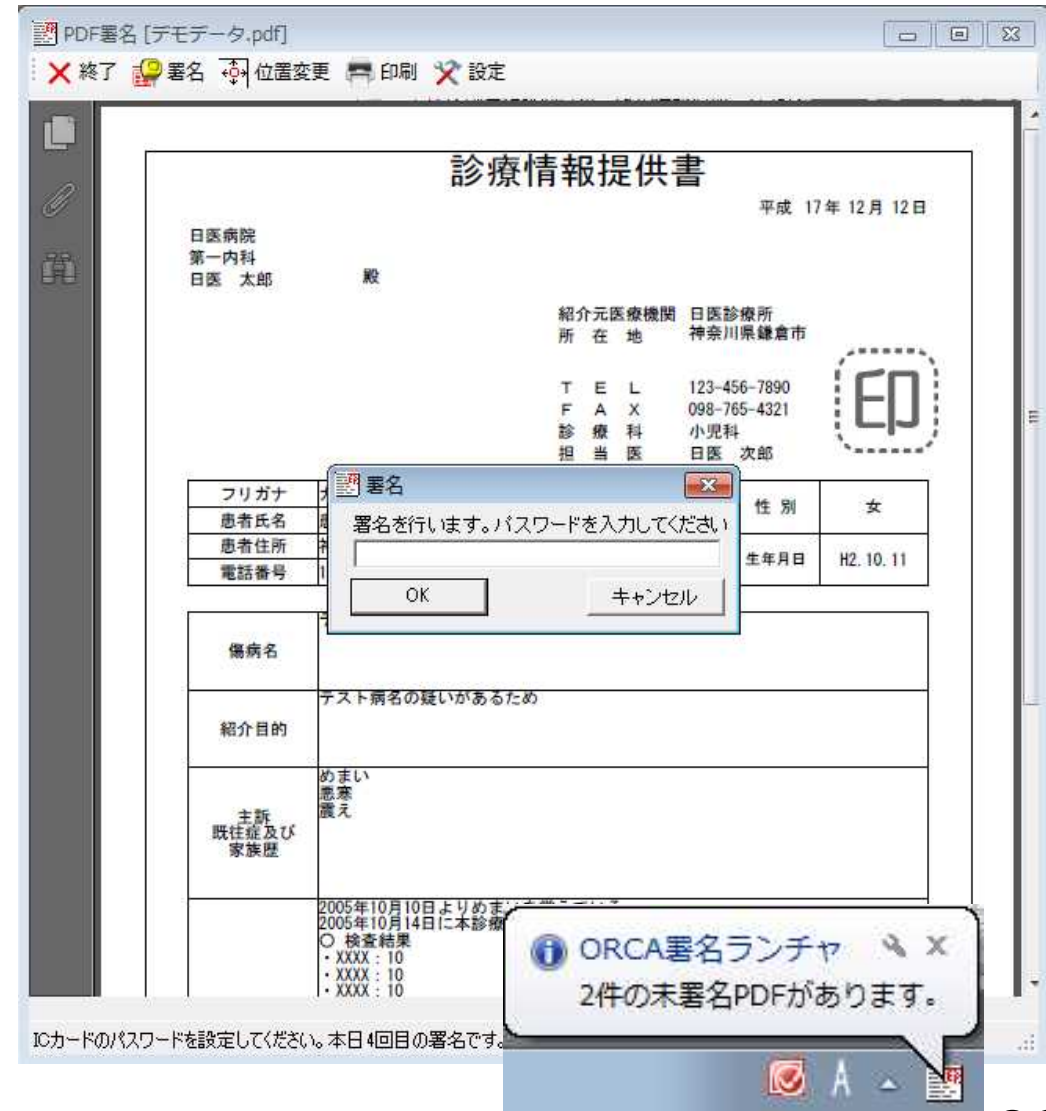 PDF署名 [デモデータ.pdf]
終了 署名 位置変更 印刷 設定
診療情報提供書
平成 17年 12月 12日
日医病院
第一内科
日医 太郎 殿
紹介元医療機関 日医診療所
所 在 地 神奈川県鎌倉市
T E L 123-456-7890
F A X 098-765-4321
診 療 科 小児科
担 当 医 日医 次郎
印
フリガナ
患者氏名
性 別 女
患者住所
電話番号
生年月日 H2.10.11
署名
署名を行います。パスワードを入力してください
OK キャンセル
傷病名
紹介目的
テスト病名の疑いがあるため
主訴
既往症及び
家族歴
めまい
悪寒
震え
2005年10月10日よりめま
2005年10月14日に本診療
○ 検査結果
・XXXX : 10
・XXXX : 10
・XXXX : 10
ORCA署名ランチャ
2件の未署名PDFがあります。
ICカードのパスワードを設定してください。本日4回目の署名です。
A